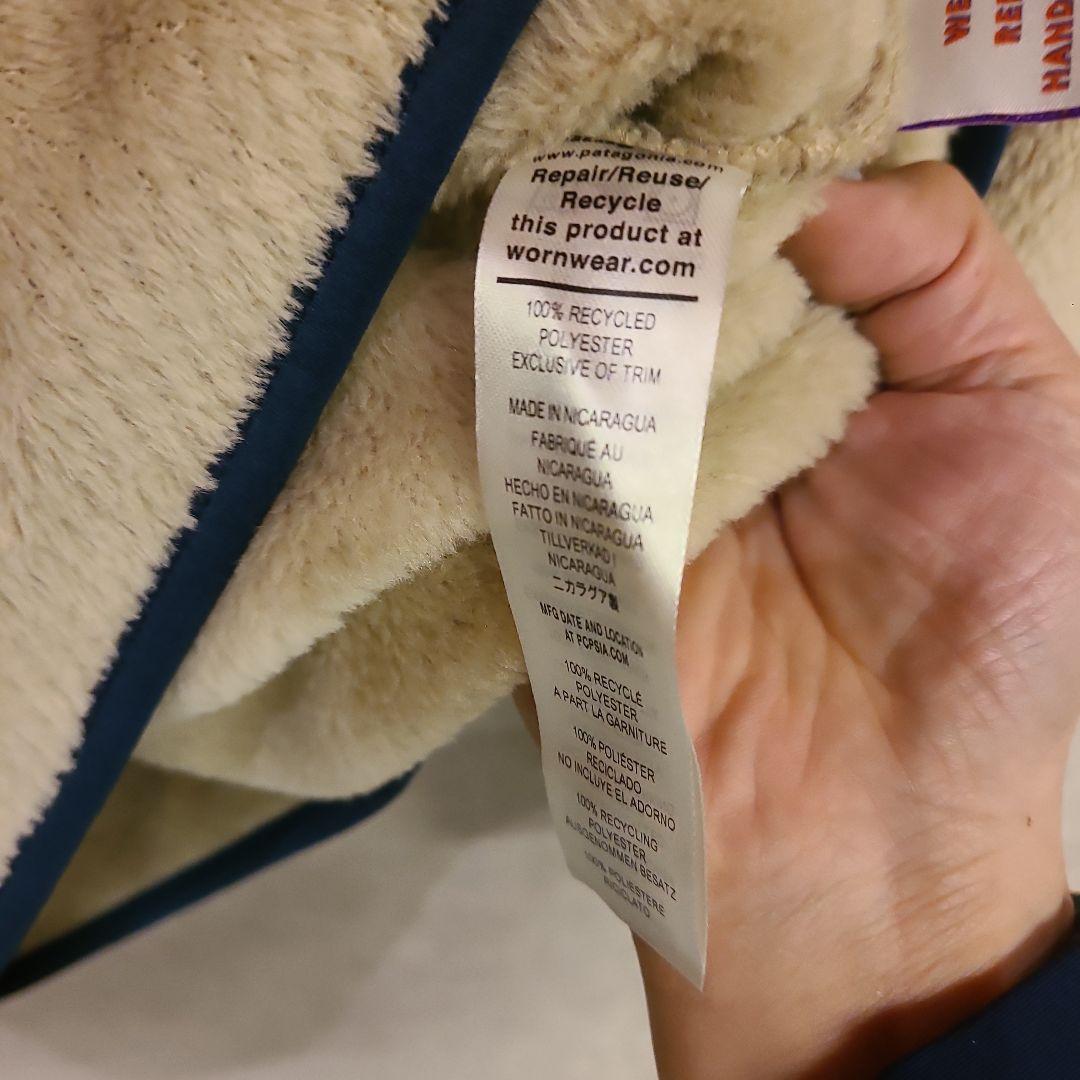 www.patagonia.com
Repair/Reuse/
Recycle
this product at
wornwear.com
100% RECYCLED
POLYESTER
EXCLUSIVE OF TRIM
MADE IN NICARAGUA
FABRIQUÉ AU
NICARAGUA
HECHO EN NICARAGUA
FATTO IN NICARAGUA
TILLVERKAD I
NICARAGUA
ニカラグア製
MFG DATE AND LOCATION
AT PCPSIA.COM
100% RECYCLÉ
POLYESTER
A PART LA GARNITURE
100% POLIÉSTER
RECICLADO
NO INCLUYE EL ADORNO
100% RECYCLING
POLYESTER
AUSGENOMMEN BESATZ
100% POLIESTERE
RICICLATO
WE
HAND